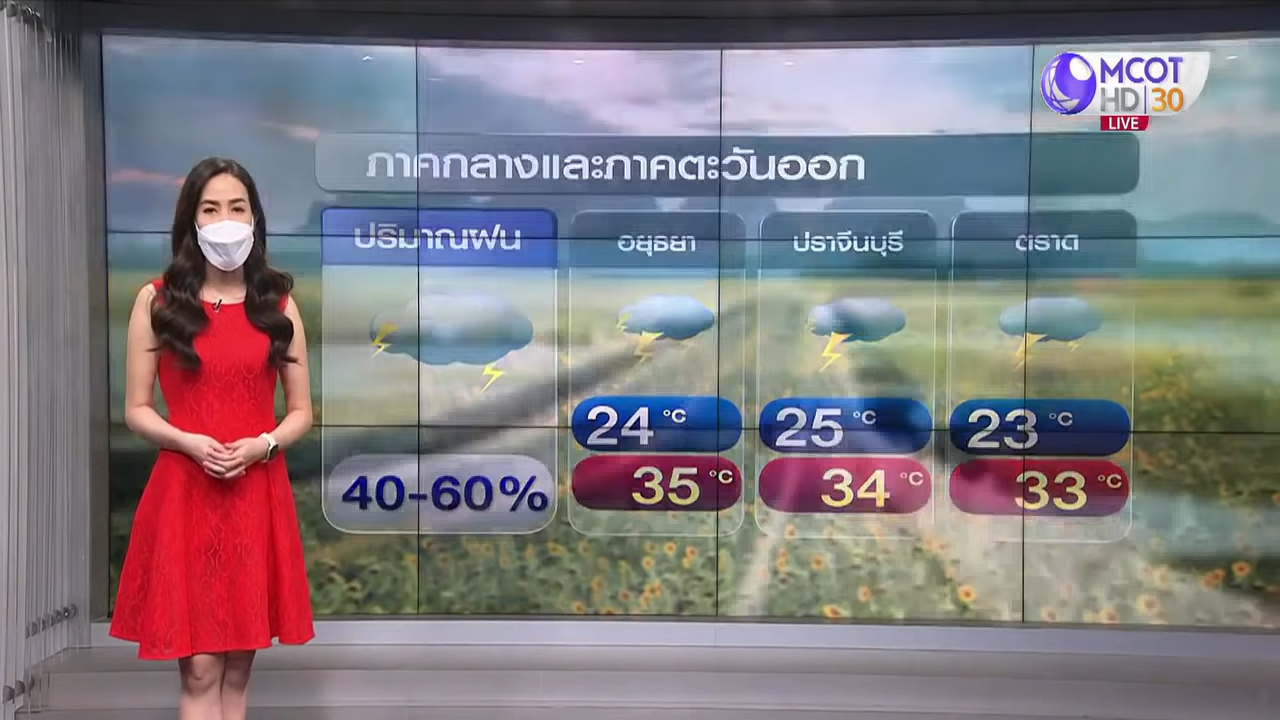 MCOT
HD 30
LIVE
ภาคกลางและภาคตะวันออก
ปริมาณฝน
อยุธยา
ปราจีนบุรี
ตราด
24 °C
25 °C
23 °C
40-60%
35 °C
34 °C
33 °C